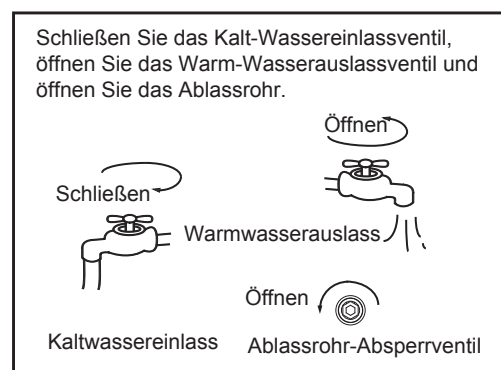 Schließen Sie das Kalt-Wassereinlassventil,
öffnen Sie das Warm-Wasserauslassventil und
öffnen Sie das Ablassrohr.
Öffnen
Schließen
Warmwasserauslass
Öffnen
Kaltwassereinlass
Ablassrohr-Absperrventil